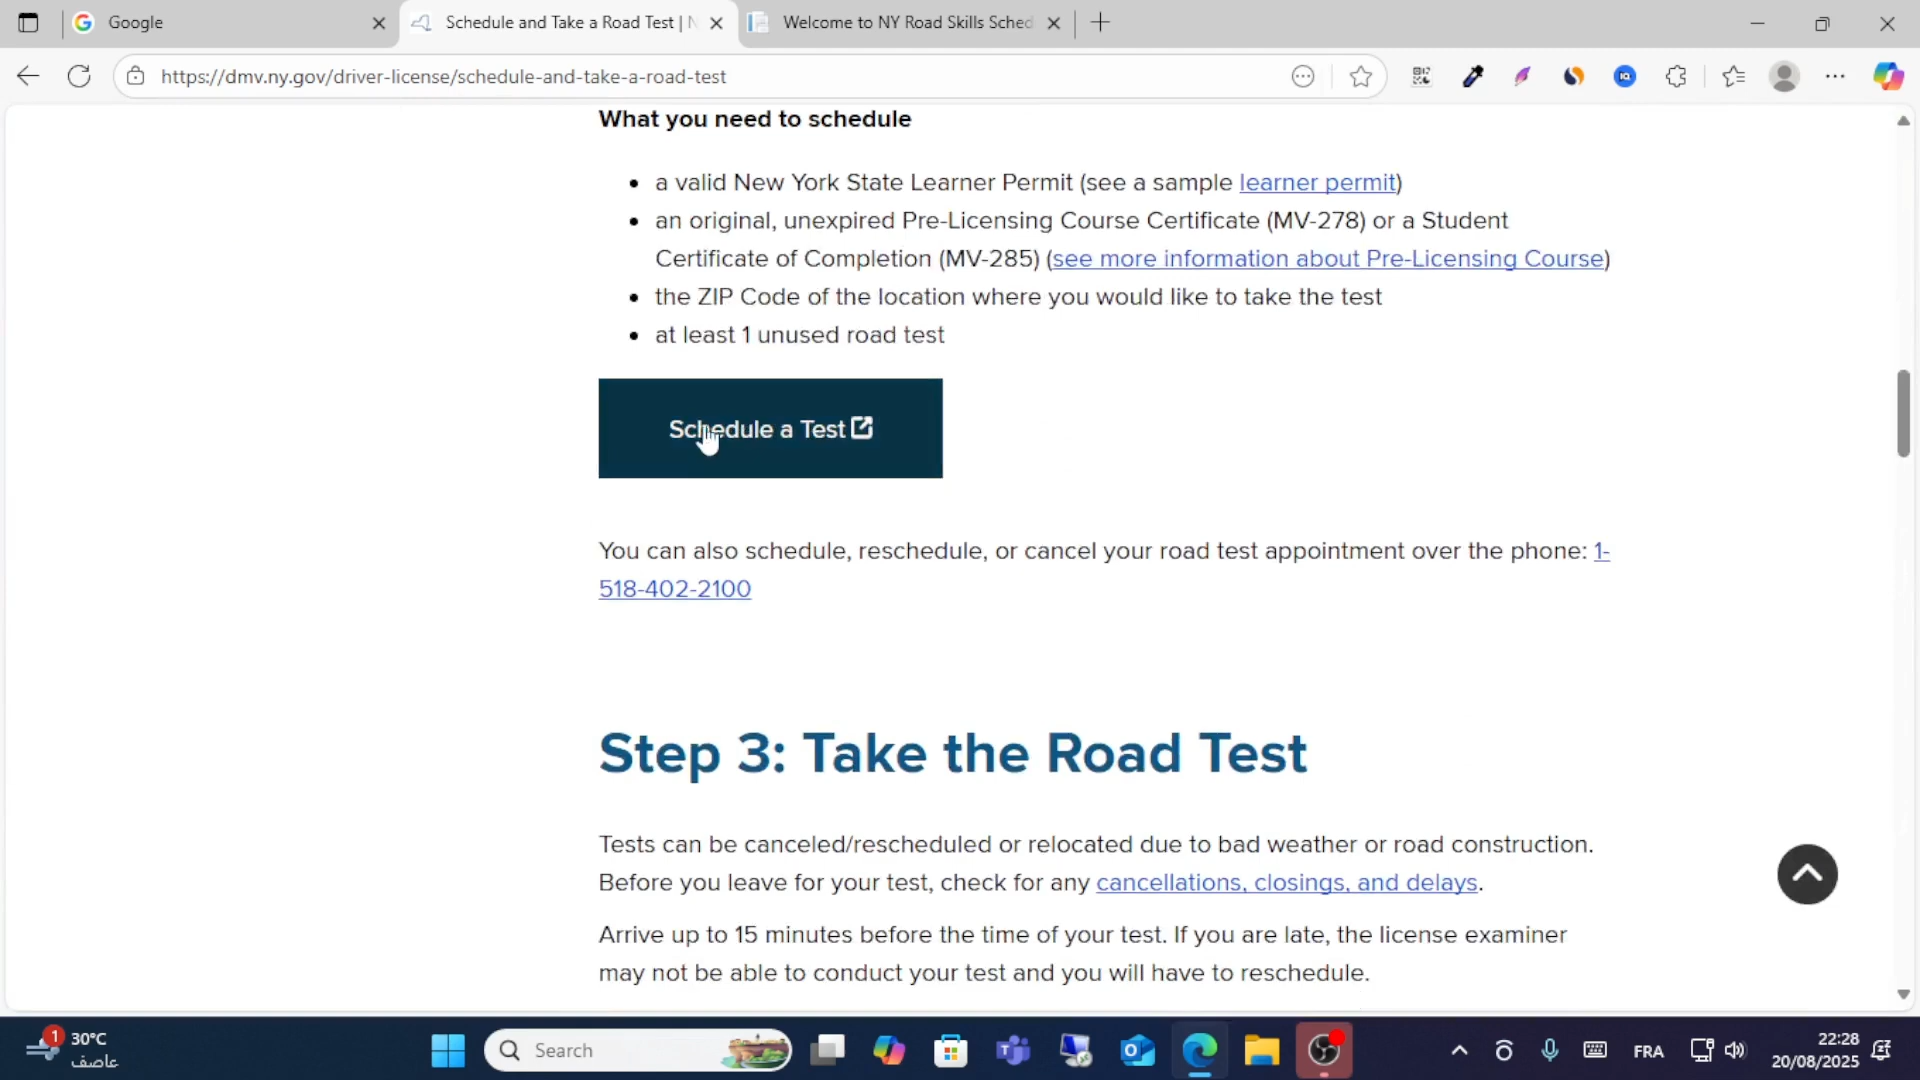 Google
Schedule and Take a Road Test | N
Welcome to NY Road Skills Sched
https://dmv.ny.gov/driver-license/schedule-and-take-a-road-test
What you need to schedule
a valid New York State Learner Permit (see a sample learner permit)
an original, unexpired Pre-Licensing Course Certificate (MV-278) or a Student
Certificate of Completion (MV-285) (see more information about Pre-Licensing Course)
the ZIP Code of the location where you would like to take the test
at least 1 unused road test
Schedule a Test
You can also schedule, reschedule, or cancel your road test appointment over the phone: 1-
518-402-2100
Step 3: Take the Road Test
Tests can be canceled/rescheduled or relocated due to bad weather or road construction.
Before you leave for your test, check for any cancellations, closings, and delays.
Arrive up to 15 minutes before the time of your test. If you are late, the license examiner
may not be able to conduct your test and you will have to reschedule.
1
30°C
عاصف
Search
FRA
22:28
20/08/2025